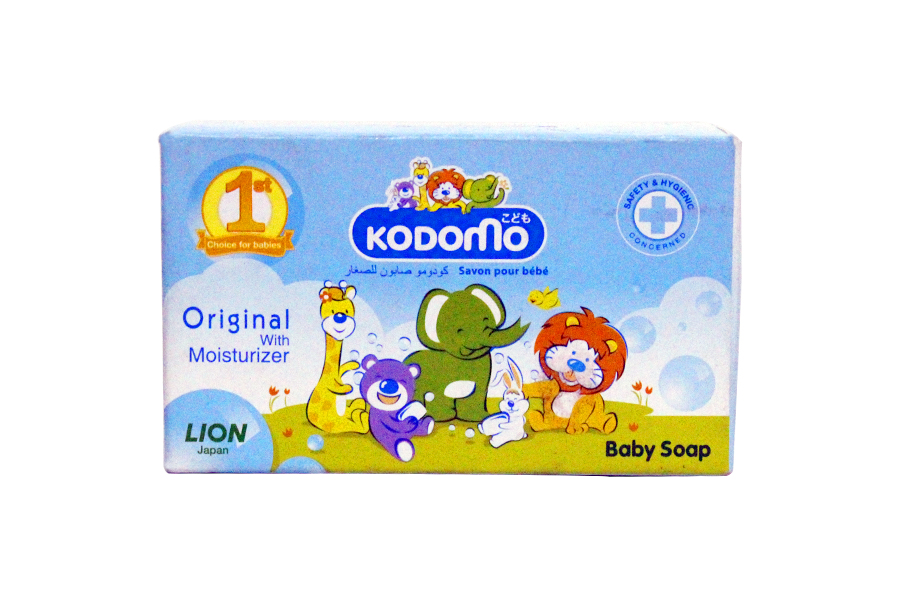 1st
Choice for babies
こども
KODOMO
كودومو صابون للصغار Savon pour bébé
SAFETY & HYGIENIC
CONCERNED
Original
With
Moisturizer
LION
Japan
Baby Soap